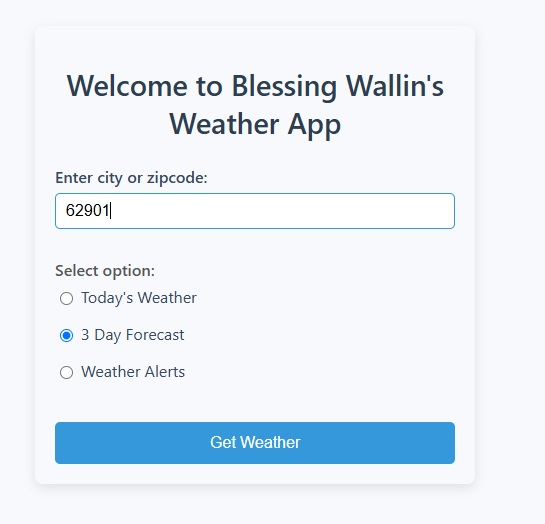 Welcome to Blessing Wallin's
Weather App
Enter city or zipcode:
62901
Select option:
Today's Weather
3 Day Forecast
Weather Alerts
Get Weather